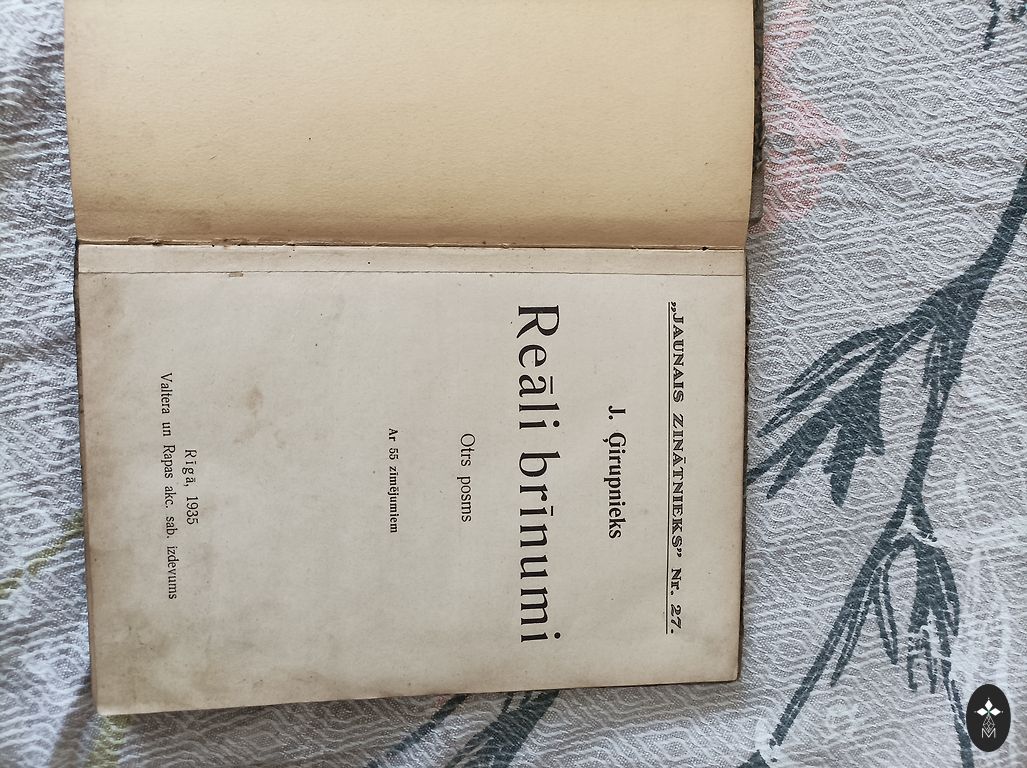 „JAUNAIS ZINĀTNIEKS” Nr. 27.
J. Ģirupnieks
Reāli brīnumi
Otrs posms
Ar 55 zīmējumiem
Rīgā, 1935
Valtera un Rapas akc. sab. izdevums
M